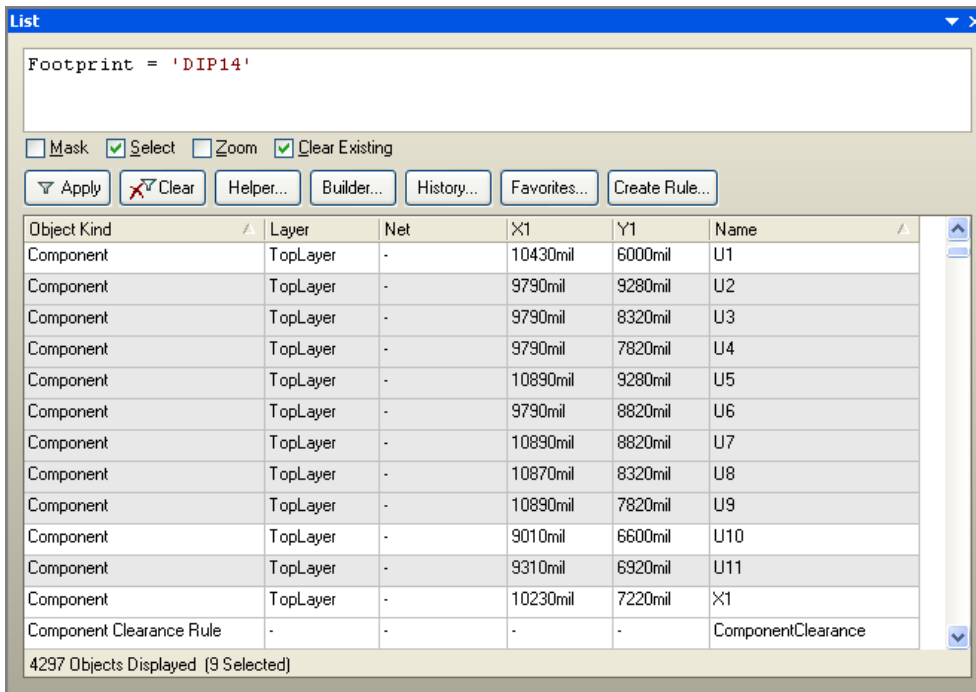 List
Footprint = 'DIP14'
Mask Select Zoom Clear Existing
Apply Clear Helper... Builder... History... Favorites... Create Rule...
Object Kind Layer Net X1 Y1 Name
Component TopLayer - 10430mil 6000mil U1
Component TopLayer - 9790mil 9280mil U2
Component TopLayer - 9790mil 8320mil U3
Component TopLayer - 9790mil 7820mil U4
Component TopLayer - 10890mil 9280mil U5
Component TopLayer - 9790mil 8820mil U6
Component TopLayer - 10890mil 8820mil U7
Component TopLayer - 10870mil 8320mil U8
Component TopLayer - 10890mil 7820mil U9
Component TopLayer - 9010mil 6600mil U10
Component TopLayer - 9310mil 6920mil U11
Component TopLayer - 10230mil 7220mil X1
Component Clearance Rule - - - - ComponentClearance
4297 Objects Displayed (9 Selected)